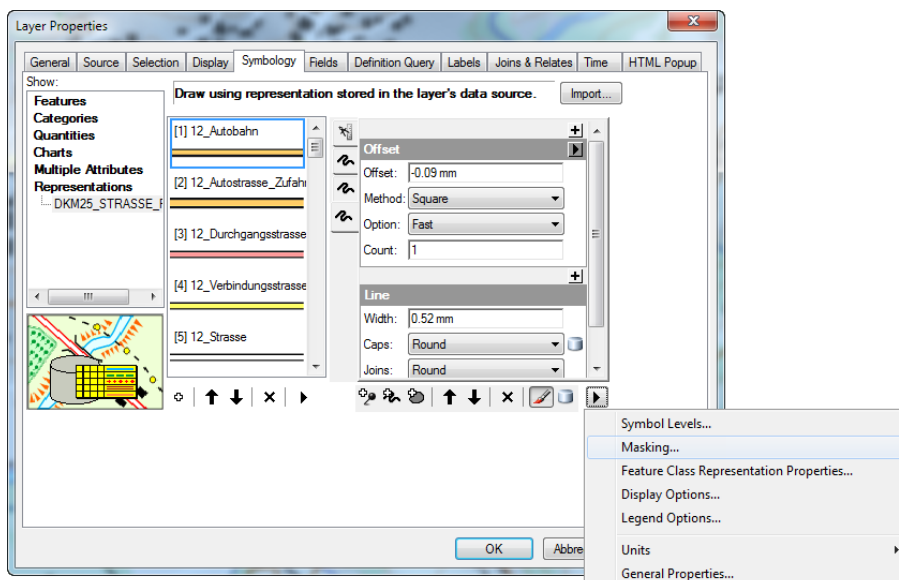 Layer Properties
x
General Source Selection Display Symbology Fields Definition Query Labels Joins & Relates Time HTML Popup
Show:
Features
Categories
Quantities
Charts
Multiple Attributes
Representations
DKM25_STRASSE_
Draw using representation stored in the layer's data source.
Import...
[1] 12_Autobahn
[2] 12_Autostrasse_Zufah
[3] 12_Durchgangsstrasse
[4] 12_Verbindungsstrasse
[5] 12_Strasse
Offset
Offset: -0.09 mm
Method: Square
Option: Fast
Count: 1
Line
Width: 0.52 mm
Caps: Round
Joins: Round
Symbol Levels...
Masking...
Feature Class Representation Properties...
Display Options...
Legend Options...
Units
General Properties...
OK Abbre